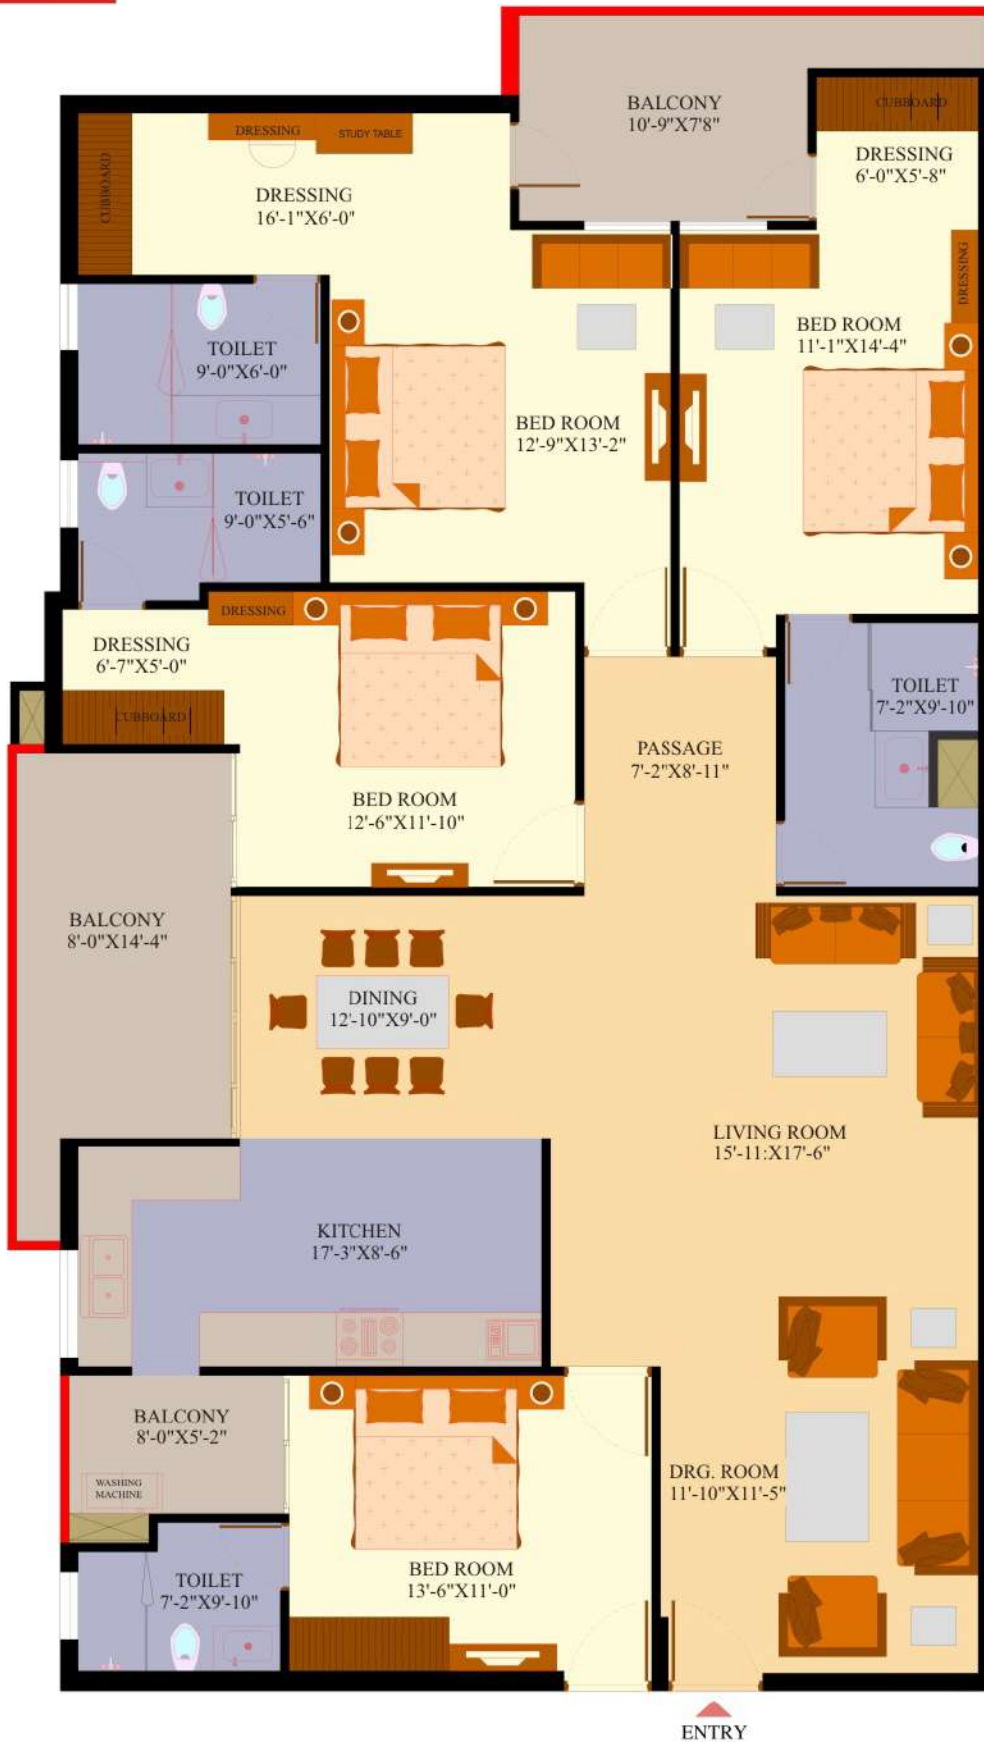 BALCONY
10'-9"X7'8"
CUBBOARD
DRESSING
6'-0"X5'-8"
DRESSING
STUDY TABLE
CUBBOARD
DRESSING
16'-1"X6'-0"
DRESSING
BED ROOM
11'-1"X14'-4"
TOILET
9'-0"X6'-0"
BED ROOM
12'-9"X13'-2"
TOILET
9'-0"X5'-6"
DRESSING
DRESSING
6'-7"X5'-0"
CUBBOARD
TOILET
7'-2"X9'-10"
PASSAGE
7'-2"X8'-11"
BED ROOM
12'-6"X11'-10"
BALCONY
8'-0"X14'-4"
DINING
12'-10"X9'-0"
LIVING ROOM
15'-11:X17'-6"
KITCHEN
17'-3"X8'-6"
BALCONY
8'-0"X5'-2"
WASHING
MACHINE
DRG. ROOM
11'-10"X11'-5"
BED ROOM
13'-6"X11'-0"
TOILET
7'-2"X9'-10"
ENTRY